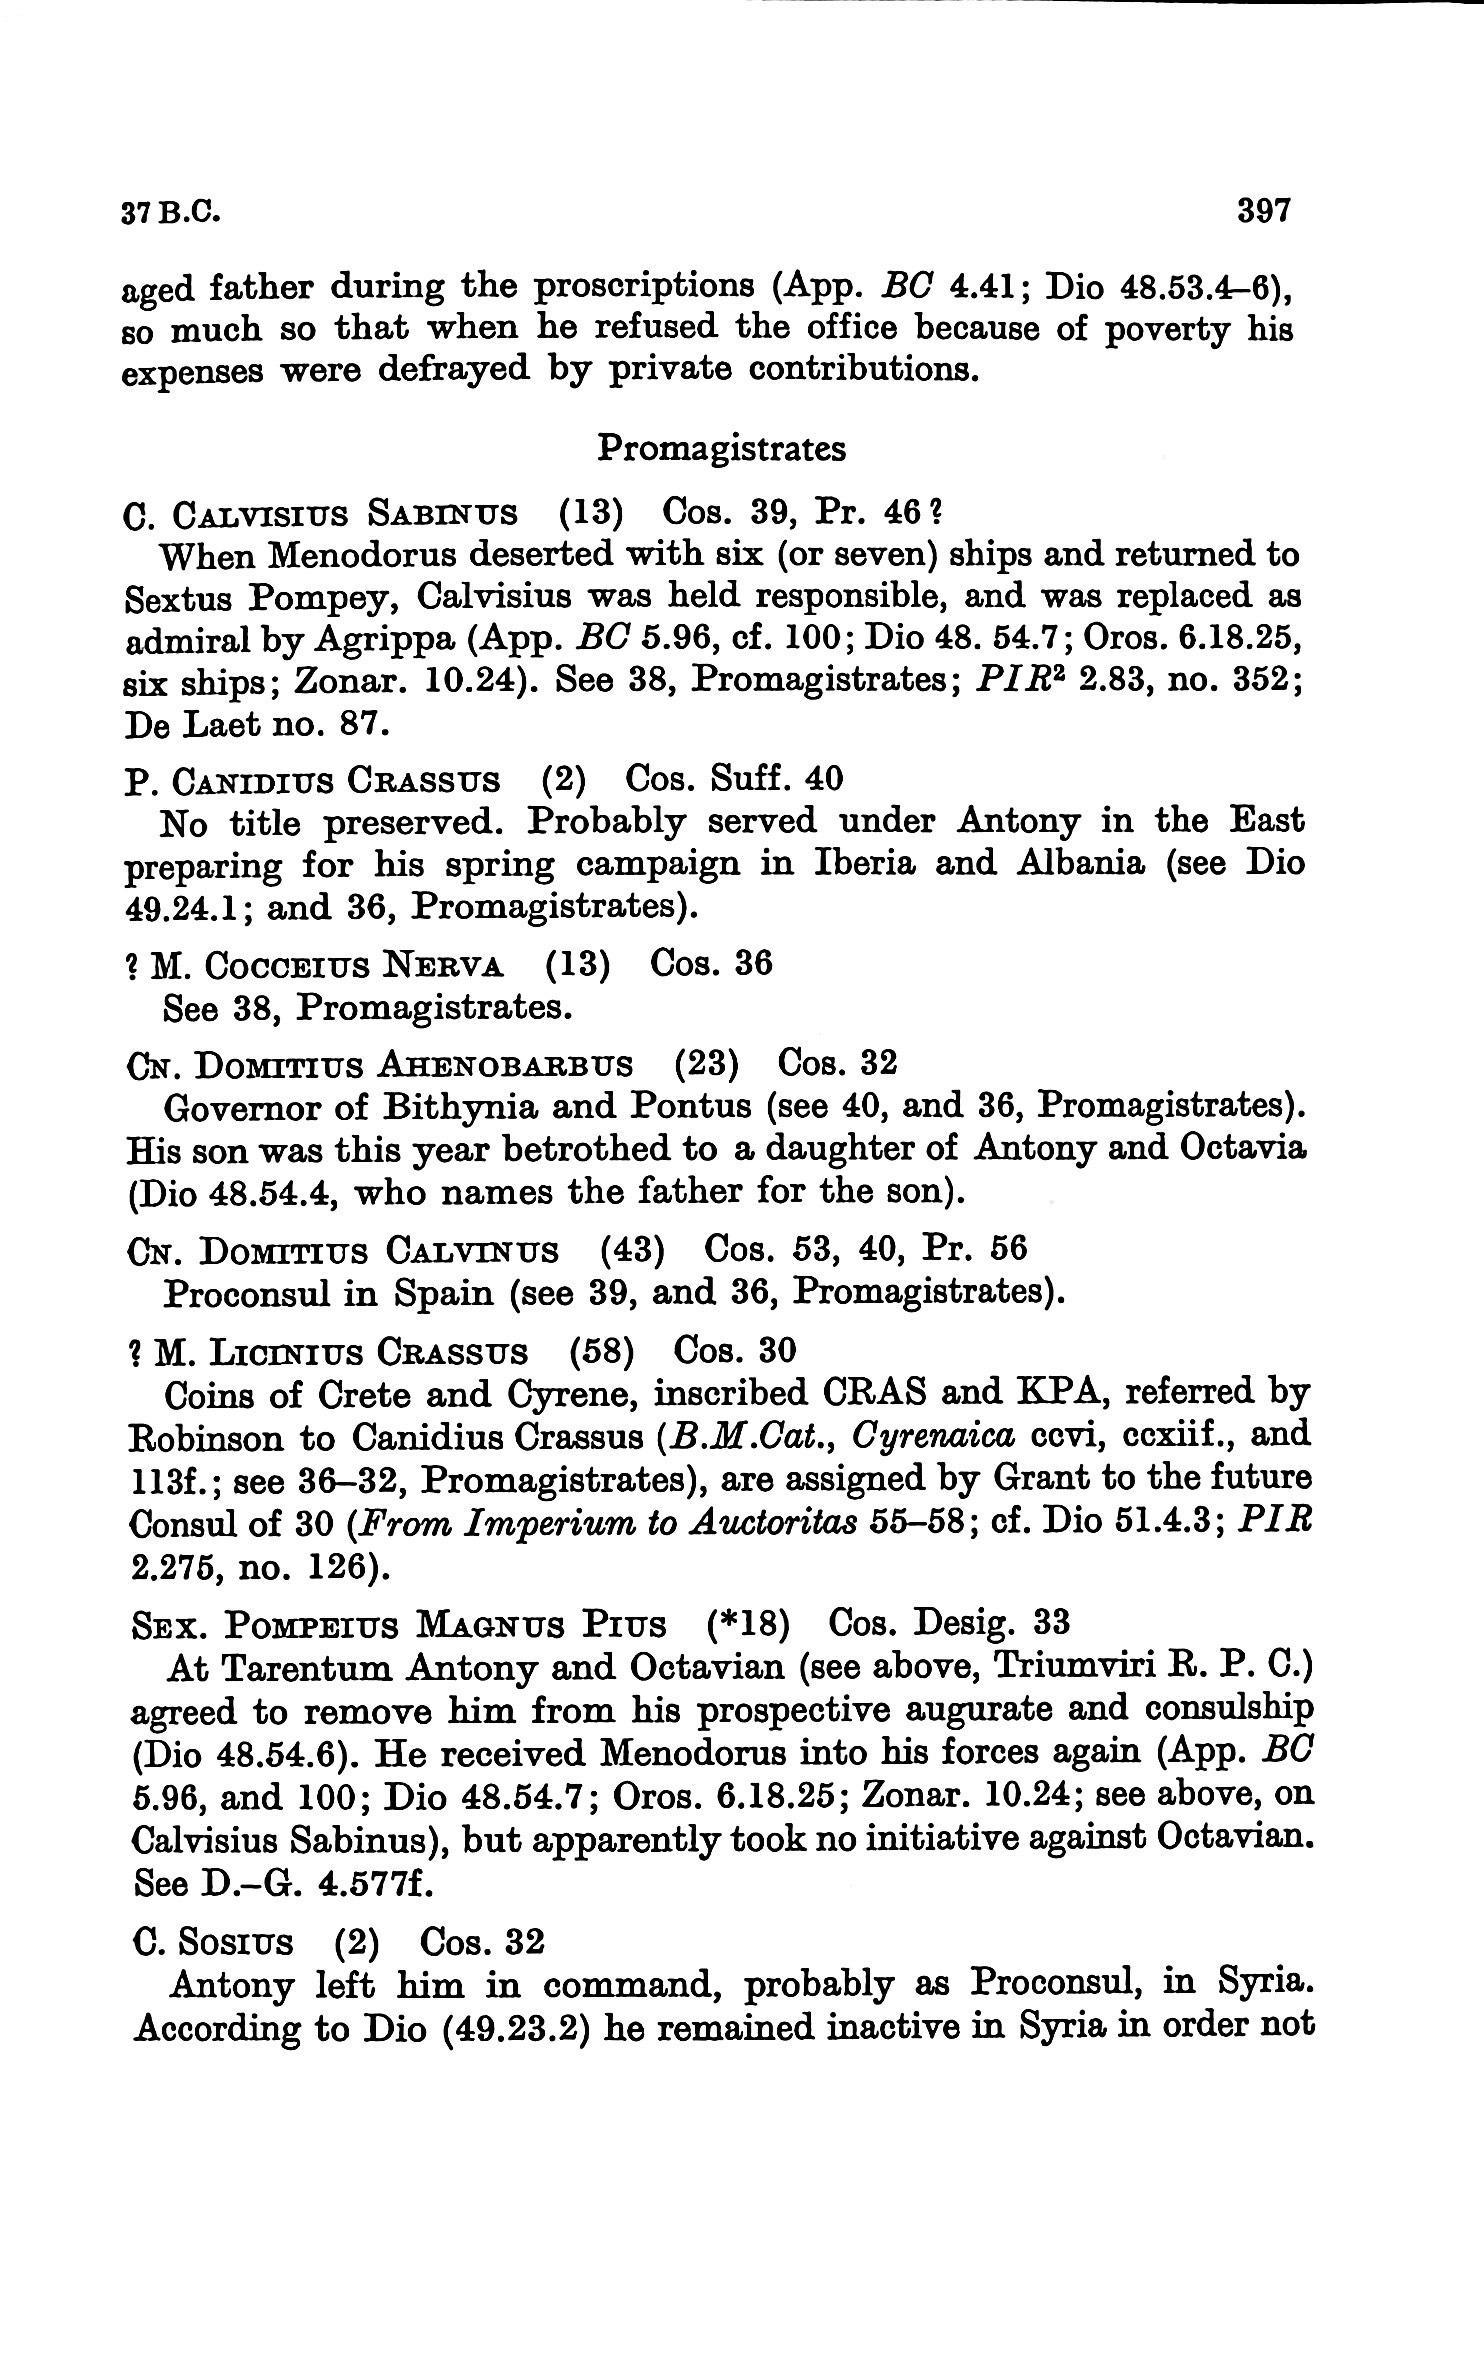 37 B.C. 397
aged father during the proscriptions (App. BC 4.41; Dio 48.53.4–6),
so much so that when he refused the office because of poverty his
expenses were defrayed by private contributions.
Promagistrates
C. CALVISIUS SABINUS (13) Cos. 39, Pr. 46?
When Menodorus deserted with six (or seven) ships and returned to
Sextus Pompey, Calvisius was held responsible, and was replaced as
admiral by Agrippa (App. BC 5.96, cf. 100; Dio 48. 54.7; Oros. 6.18.25,
six ships; Zonar. 10.24). See 38, Promagistrates; PIR² 2.83, no. 352;
De Laet no. 87.
P. CANIDIUS CRASSUS (2) Cos. Suff. 40
No title preserved. Probably served under Antony in the East
preparing for his spring campaign in Iberia and Albania (see Dio
49.24.1; and 36, Promagistrates).
? M. COCCEIUS NERVA (13) Cos. 36
See 38, Promagistrates.
CN. DOMITIUS AHENOBARBUS (23) Cos. 32
Governor of Bithynia and Pontus (see 40, and 36, Promagistrates).
His son was this year betrothed to a daughter of Antony and Octavia
(Dio 48.54.4, who names the father for the son).
CN. DOMITIUS CALVINUS (43) Cos. 53, 40, Pr. 56
Proconsul in Spain (see 39, and 36, Promagistrates).
? M. LICINIUS CRASSUS (58) Cos. 30
Coins of Crete and Cyrene, inscribed CRAS and KPA, referred by
Robinson to Canidius Crassus (B.M.Cat., Cyrenaica ccvi, ccxiif., and
113f.; see 36–32, Promagistrates), are assigned by Grant to the future
Consul of 30 (From Imperium to Auctoritas 55–58; cf. Dio 51.4.3; PIR
2.275, no. 126).
SEX. POMPEIUS MAGNUS PIUS (*18) Cos. Desig. 33
At Tarentum Antony and Octavian (see above, Triumviri R. P. C.)
agreed to remove him from his prospective augurate and consulship
(Dio 48.54.6). He received Menodorus into his forces again (App. BC
5.96, and 100; Dio 48.54.7; Oros. 6.18.25; Zonar. 10.24; see above, on
Calvisius Sabinus), but apparently took no initiative against Octavian.
See D.–G. 4.577f.
C. SOSIUS (2) Cos. 32
Antony left him in command, probably as Proconsul, in Syria.
According to Dio (49.23.2) he remained inactive in Syria in order not